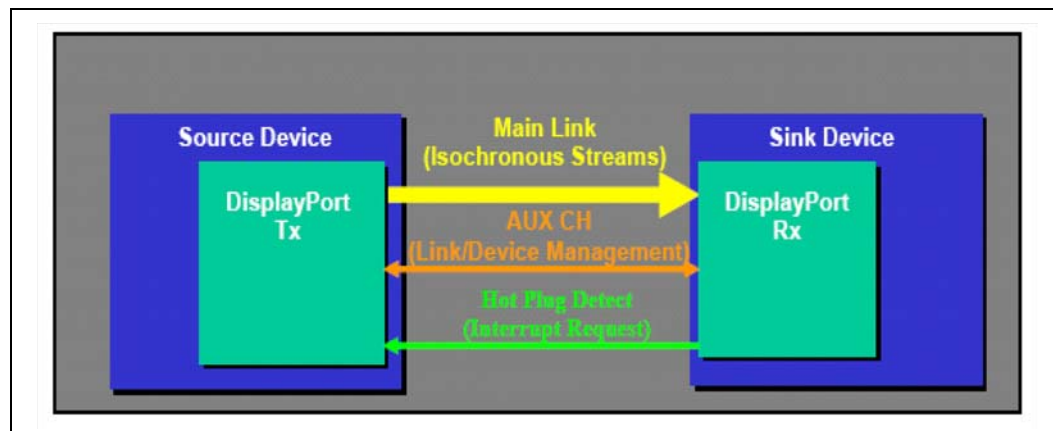 Source Device
DisplayPort
Tx
Main Link
(Isochronous Streams)
AUX CH
(Link/Device Management)
Hot Plug Detect
(Interrupt Request)
Sink Device
DisplayPort
Rx